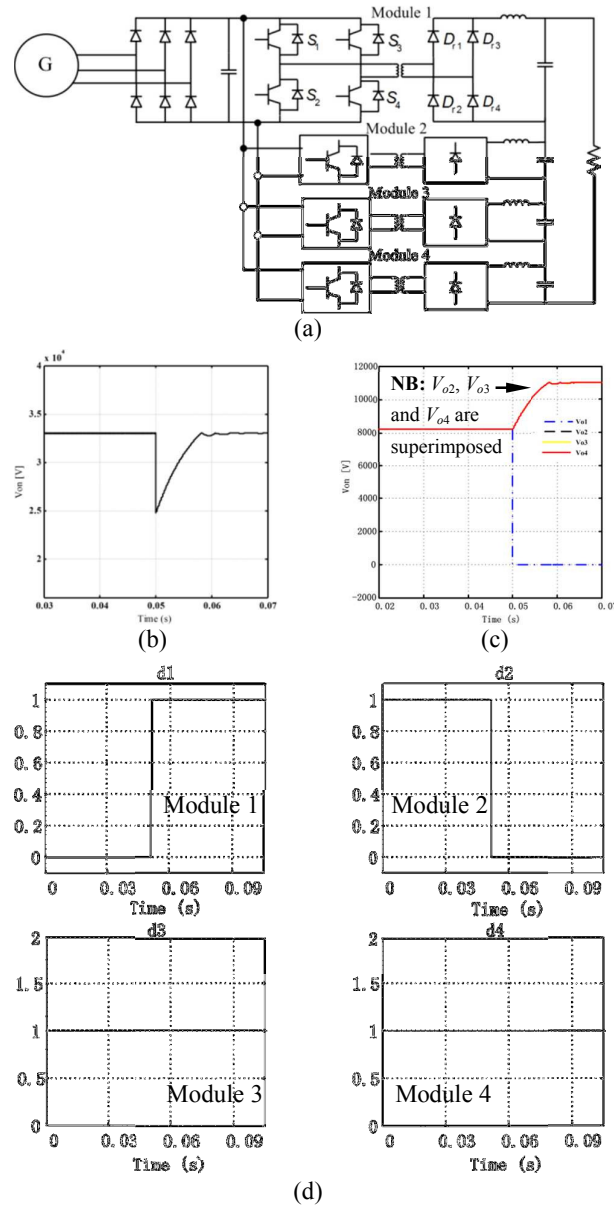 Module 1
G
S1
S3
Dr1
Dr3
S2
S4
Dr2
Dr4
Module 2
Module 3
Module 4
(a)
x 10^4
4
3.5
3
2.5
2
Von [V]
0.03 0.04 0.05 0.06 0.07
Time (s)
(b)
12000
10000
8000
6000
4000
2000
0
-2000
Von [V]
NB: Vo2, Vo3
and Vo4 are
superimposed
Vo1
Vo2
Vo3
Vo4
0.02 0.03 0.04 0.05 0.06 0.07
Time (s)
(c)
d1
1
0.8
0.6
0.4
0.2
0
Module 1
0 0.03 0.06 0.09
Time (s)
d2
1
0.8
0.6
0.4
0.2
0
Module 2
0 0.03 0.06 0.09
Time (s)
d3
2
1.5
1
0.5
0
Module 3
0 0.03 0.06 0.09
Time (s)
d4
2
1.5
1
0.5
0
Module 4
0 0.03 0.06 0.09
Time (s)
(d)